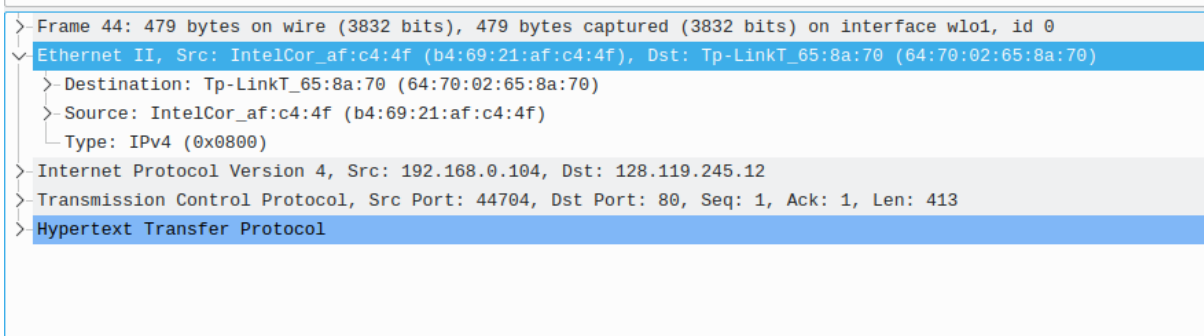 Frame 44: 479 bytes on wire (3832 bits), 479 bytes captured (3832 bits) on interface wlo1, id 0
Ethernet II, Src: IntelCor_af:c4:4f (b4:69:21:af:c4:4f), Dst: Tp-LinkT_65:8a:70 (64:70:02:65:8a:70)
Destination: Tp-LinkT_65:8a:70 (64:70:02:65:8a:70)
Source: IntelCor_af:c4:4f (b4:69:21:af:c4:4f)
Type: IPv4 (0x0800)
Internet Protocol Version 4, Src: 192.168.0.104, Dst: 128.119.245.12
Transmission Control Protocol, Src Port: 44704, Dst Port: 80, Seq: 1, Ack: 1, Len: 413
Hypertext Transfer Protocol